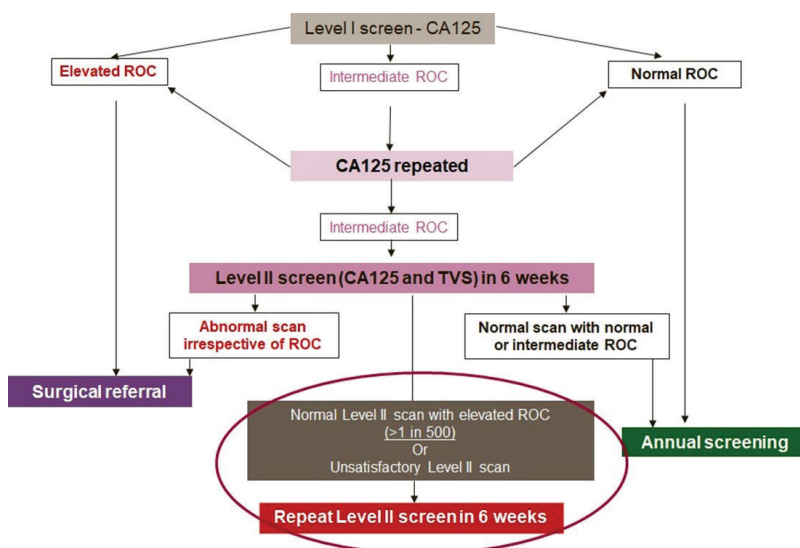 Level I screen - CA125
Elevated ROC
Intermediate ROC
Normal ROC
CA125 repeated
Intermediate ROC
Level II screen (CA125 and TVS) in 6 weeks
Abnormal scan
irrespective of ROC
Normal scan with normal
or intermediate ROC
Surgical referral
Normal Level II scan with elevated ROC
(>1 in 500)
Or
Unsatisfactory Level II scan
Annual screening
Repeat Level II screen in 6 weeks